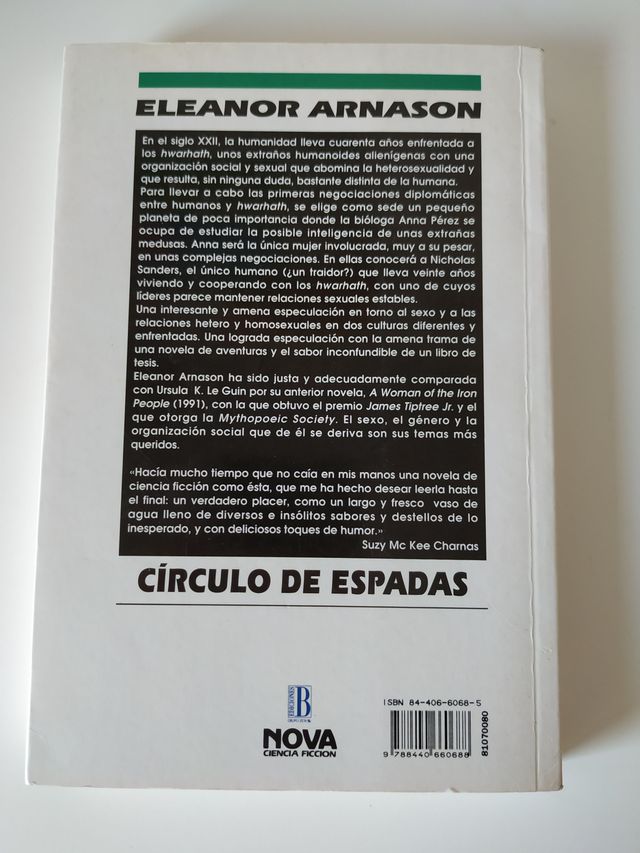 ELEANOR ARNASON
En el siglo XXII, la humanidad lleva cuarenta años enfrentada a
los hwarhath, unos extraños humanoides alienígenas con una
organización social y sexual que abomina la heterosexualidad y
que resulta, sin ninguna duda, bastante distinta de la humana.
Para llevar a cabo las primeras negociaciones diplomáticas
entre humanos y hwarhath, se elige como sede un pequeño
planeta de poca importancia donde la bióloga Anna Pérez se
ocupa de estudiar la posible inteligencia de unas extrañas
medusas. Anna será la única mujer involucrada, muy a su pesar,
en unas complejas negociaciones. En ellas conocerá a Nicholas
Sanders, el único humano (¿un traidor?) que lleva veinte años
viviendo y cooperando con los hwarhath, con uno de cuyos
líderes parece mantener relaciones sexuales estables.
Una interesante y amena especulación en torno al sexo y a las
relaciones hetero y homosexuales en dos culturas diferentes y
enfrentadas. Una lograda especulación con la amena trama de
una novela de aventuras y el sabor inconfundible de un libro de
tesis.
Eleanor Arnason ha sido justa y adecuadamente comparada
con Ursula K. Le Guin por su anterior novela, A Woman of the Iron
People (1991), con la que obtuvo el premio James Tiptree Jr. y el
que otorga la Mythopoeic Society. El sexo, el género y la
organización social que de él se deriva son sus temas más
queridos.
«Hacía mucho tiempo que no caía en mis manos una novela de
ciencia ficción como ésta, que me ha hecho desear leerla hasta
el final: un verdadero placer, como un largo y fresco vaso de
agua lleno de diversos e insólitos sabores y destellos de lo
inesperado, y con deliciosos toques de humor.»
Suzy Mc Kee Charnas
CÍRCULO DE ESPADAS
EDICIONES
B
NOVA
CIENCIA FICCION
ISBN 84-406-6068-5
9 788440 660688
81070080